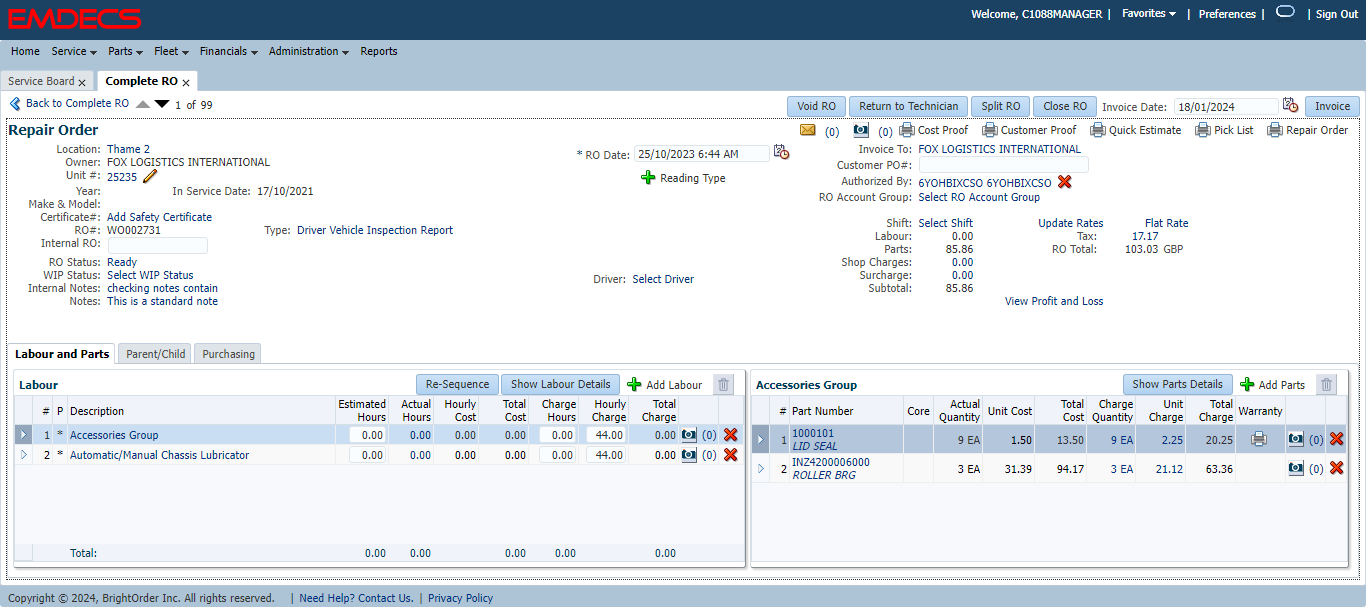 EMDECS
Welcome, C1088MANAGER | Favorites | Preferences | | Sign Out
Home Service Parts Fleet Financials Administration Reports
Service Board x Complete RO x
Back to Complete RO 1 of 99 Void RO Return to Technician Split RO Close RO Invoice Date: 18/01/2024 Invoice
Repair Order (0) (0) Cost Proof Customer Proof Quick Estimate Pick List Repair Order
Location: Thame 2 * RO Date: 25/10/2023 6:44 AM Invoice To: FOX LOGISTICS INTERNATIONAL
Owner: FOX LOGISTICS INTERNATIONAL Customer PO#:
Unit #: 25235 Reading Type Authorized By: 6YOHBIXCSO 6YOHBIXCSO
Year: In Service Date: 17/10/2021 RO Account Group: Select RO Account Group
Make & Model:
Certificate#: Add Safety Certificate Shift: Select Shift Update Rates Flat Rate
RO#: WO002731 Type: Driver Vehicle Inspection Report Labour: 0.00 Tax: 17.17
Internal RO: Parts: 85.86 RO Total: 103.03 GBP
RO Status: Ready Shop Charges: 0.00
WIP Status: Select WIP Status Driver: Select Driver Surcharge: 0.00
Internal Notes: checking notes contain Subtotal: 85.86
Notes: This is a standard note View Profit and Loss
Labour and Parts Parent/Child Purchasing
Labour Re-Sequence Show Labour Details Add Labour
# P Description Estimated Hours Actual Hours Hourly Cost Total Cost Charge Hours Hourly Charge Total Charge
1 * Accessories Group 0.00 0.00 0.00 0.00 0.00 44.00 0.00 (0)
2 * Automatic/Manual Chassis Lubricator 0.00 0.00 0.00 0.00 0.00 44.00 0.00 (0)
Total: 0.00 0.00 0.00 0.00 0.00
Accessories Group Show Parts Details Add Parts
# Part Number Core Actual Quantity Unit Cost Total Cost Charge Quantity Unit Charge Total Charge Warranty
1 1000101 9 EA 1.50 13.50 9 EA 2.25 20.25 (0)
LID SEAL
2 INZ4200006000 3 EA 31.39 94.17 3 EA 21.12 63.36 (0)
ROLLER BRG
Copyright © 2024, BrightOrder Inc. All rights reserved. | Need Help? Contact Us. | Privacy Policy